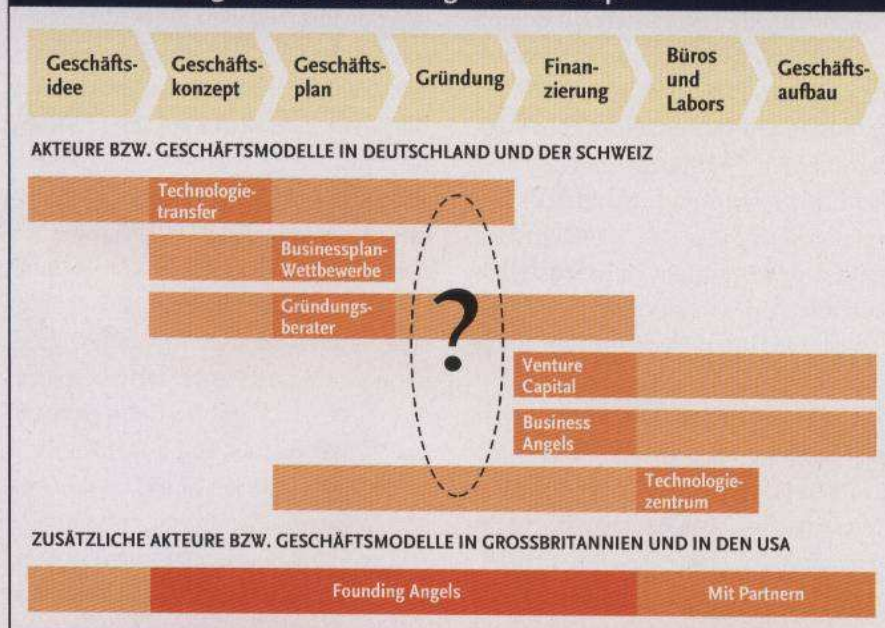 Geschäfts-
idee
Geschäfts-
konzept
Geschäfts-
plan
Gründung
Finan-
zierung
Büros
und
Labors
Geschäfts-
aufbau
AKTEURE BZW. GESCHÄFTSMODELLE IN DEUTSCHLAND UND DER SCHWEIZ
Technologie-
transfer
Businessplan-
Wettbewerbe
Gründungs-
berater
?
Venture
Capital
Business
Angels
Technologie-
zentrum
ZUSÄTZLICHE AKTEURE BZW. GESCHÄFTSMODELLE IN GROSSBRITANNIEN UND IN DEN USA
Founding Angels
Mit Partnern